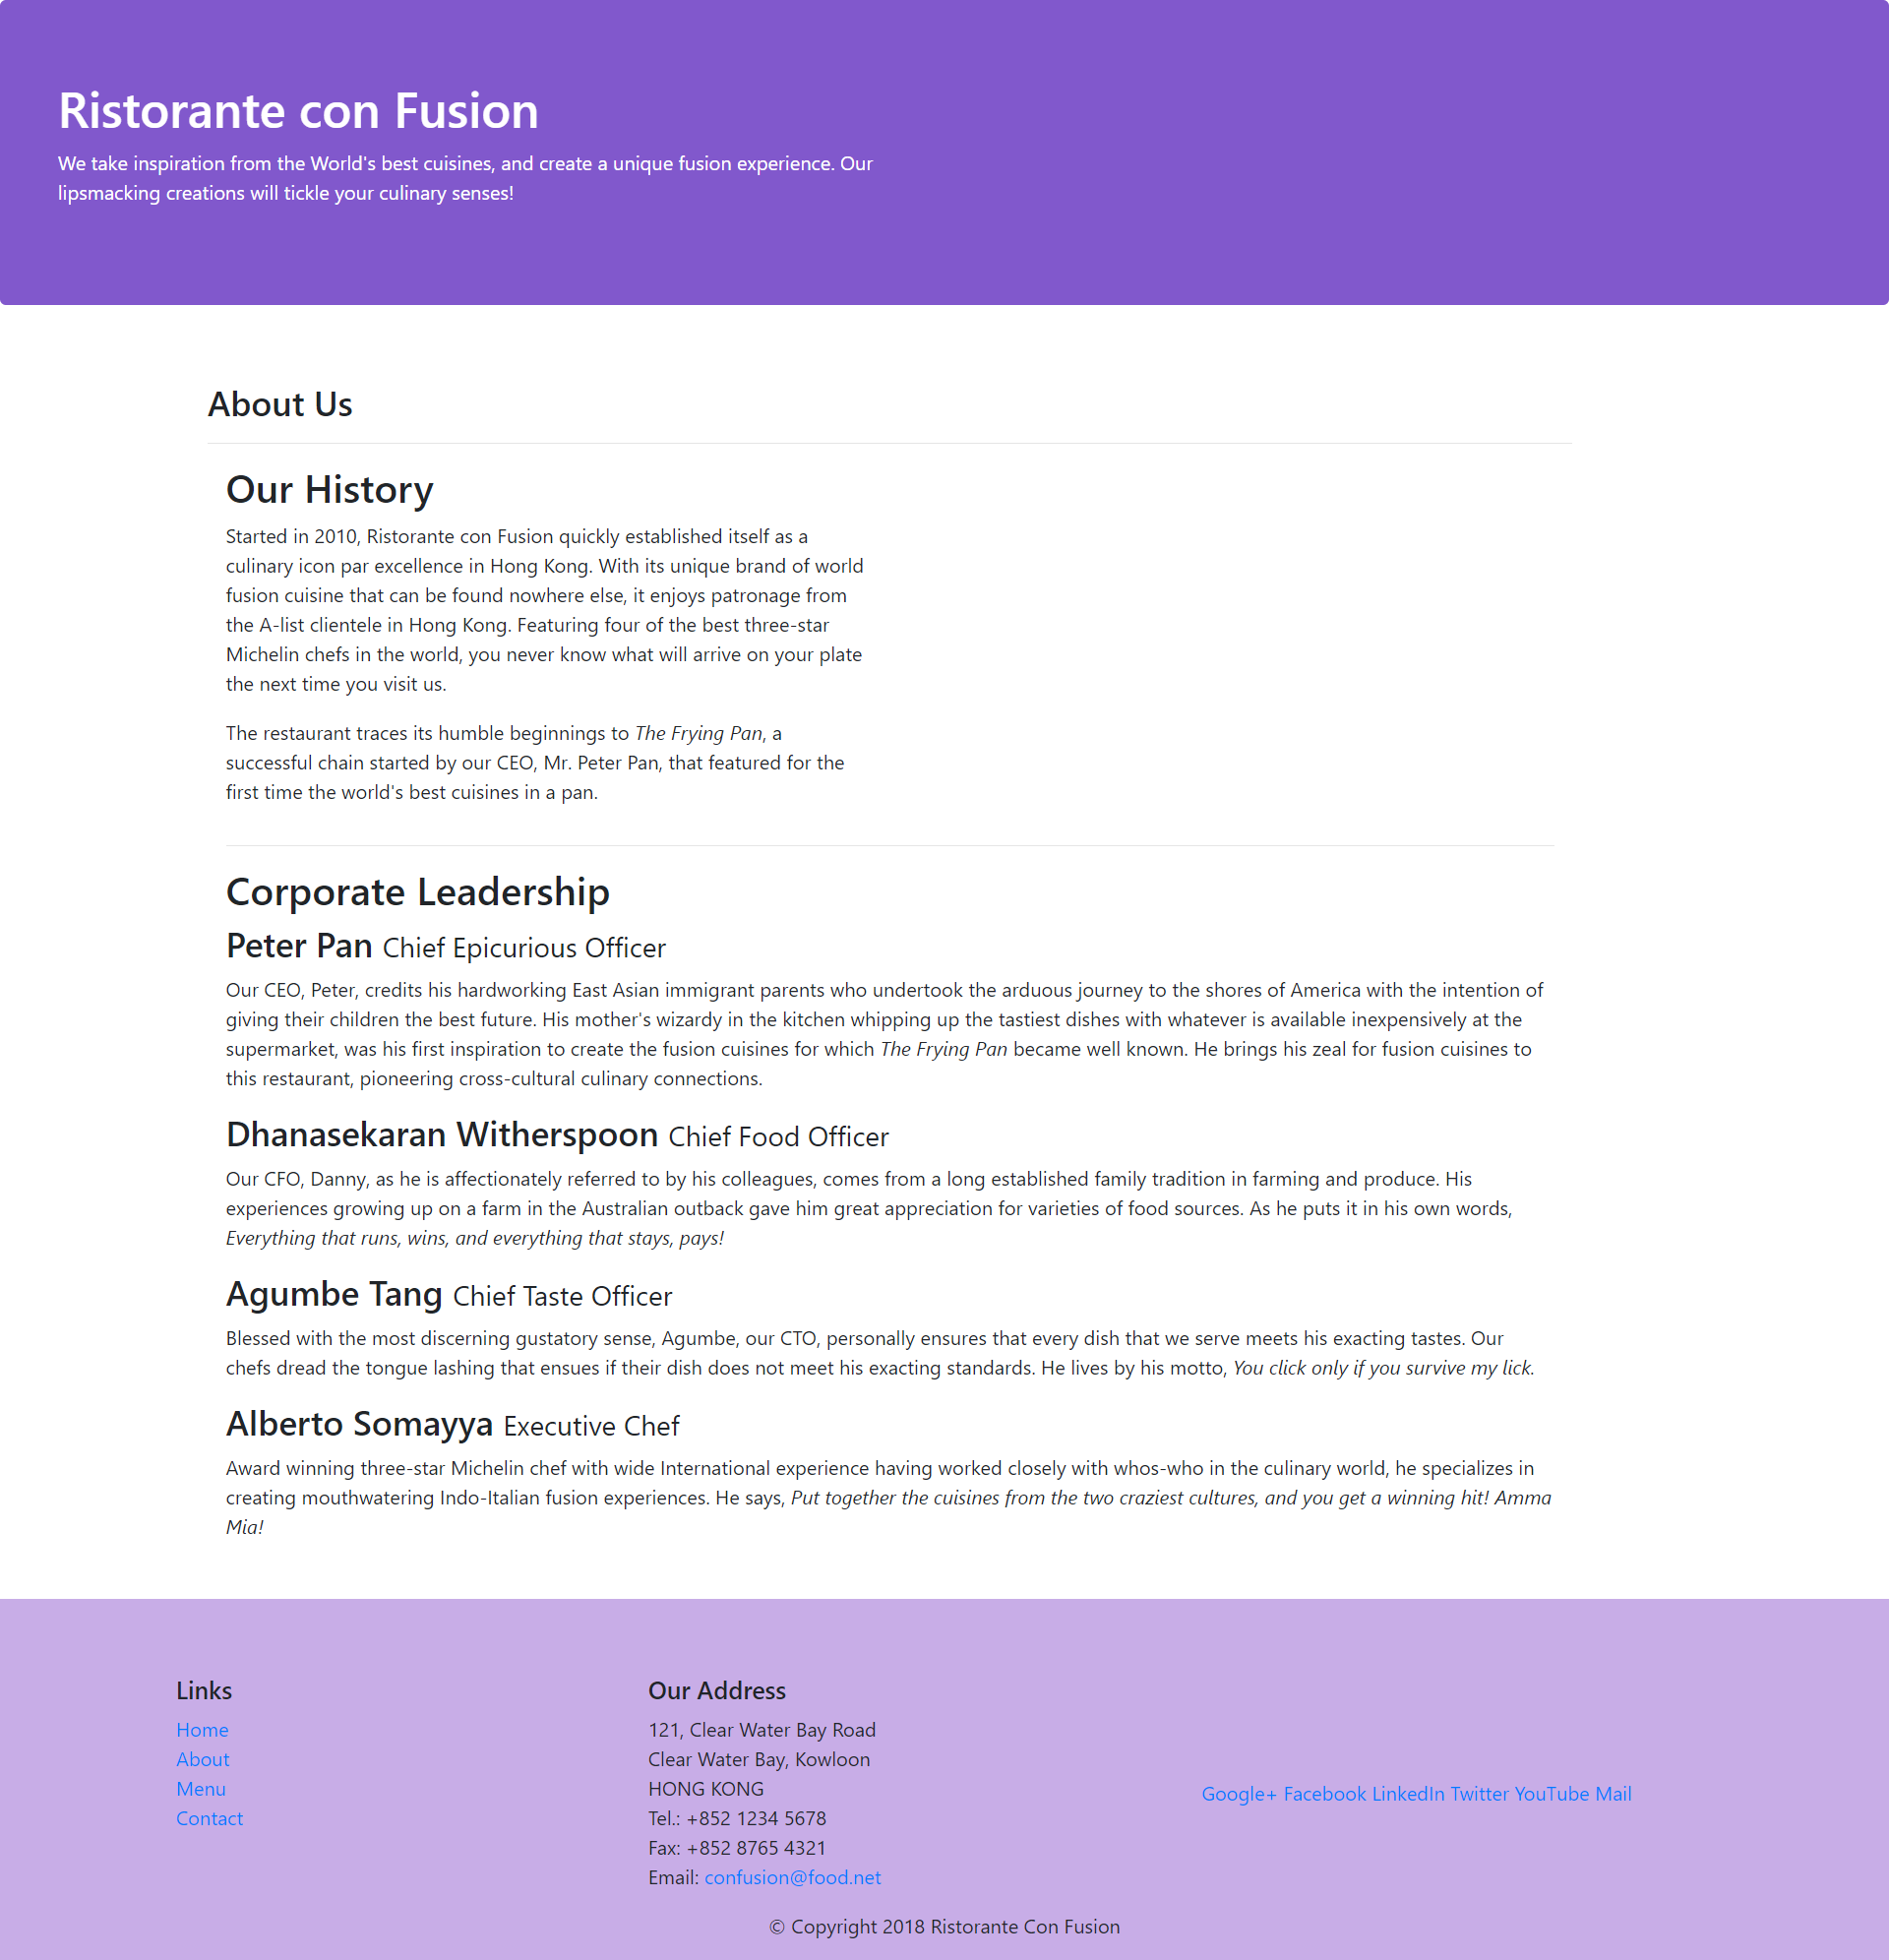 Ristorante con Fusion
We take inspiration from the World's best cuisines, and create a unique fusion experience. Our
lipsmacking creations will tickle your culinary senses!
About Us
Our History
Started in 2010, Ristorante con Fusion quickly established itself as a
culinary icon par excellence in Hong Kong. With its unique brand of world
fusion cuisine that can be found nowhere else, it enjoys patronage from
the A-list clientele in Hong Kong. Featuring four of the best three-star
Michelin chefs in the world, you never know what will arrive on your plate
the next time you visit us.
The restaurant traces its humble beginnings to The Frying Pan, a
successful chain started by our CEO, Mr. Peter Pan, that featured for the
first time the world's best cuisines in a pan.
Corporate Leadership
Peter Pan Chief Epicurious Officer
Our CEO, Peter, credits his hardworking East Asian immigrant parents who undertook the arduous journey to the shores of America with the intention of
giving their children the best future. His mother's wizardy in the kitchen whipping up the tastiest dishes with whatever is available inexpensively at the
supermarket, was his first inspiration to create the fusion cuisines for which The Frying Pan became well known. He brings his zeal for fusion cuisines to
this restaurant, pioneering cross-cultural culinary connections.
Dhanasekaran Witherspoon Chief Food Officer
Our CFO, Danny, as he is affectionately referred to by his colleagues, comes from a long established family tradition in farming and produce. His
experiences growing up on a farm in the Australian outback gave him great appreciation for varieties of food sources. As he puts it in his own words,
Everything that runs, wins, and everything that stays, pays!
Agumbe Tang Chief Taste Officer
Blessed with the most discerning gustatory sense, Agumbe, our CTO, personally ensures that every dish that we serve meets his exacting tastes. Our
chefs dread the tongue lashing that ensues if their dish does not meet his exacting standards. He lives by his motto, You click only if you survive my lick.
Alberto Somayya Executive Chef
Award winning three-star Michelin chef with wide International experience having worked closely with whos-who in the culinary world, he specializes in
creating mouthwatering Indo-Italian fusion experiences. He says, Put together the cuisines from the two craziest cultures, and you get a winning hit! Amma
Mia!
Links
Home
About
Menu
Contact
Our Address
121, Clear Water Bay Road
Clear Water Bay, Kowloon
HONG KONG
Tel.: +852 1234 5678
Fax: +852 8765 4321
Email: confusion@food.net
Google+ Facebook LinkedIn Twitter YouTube Mail
© Copyright 2018 Ristorante Con Fusion